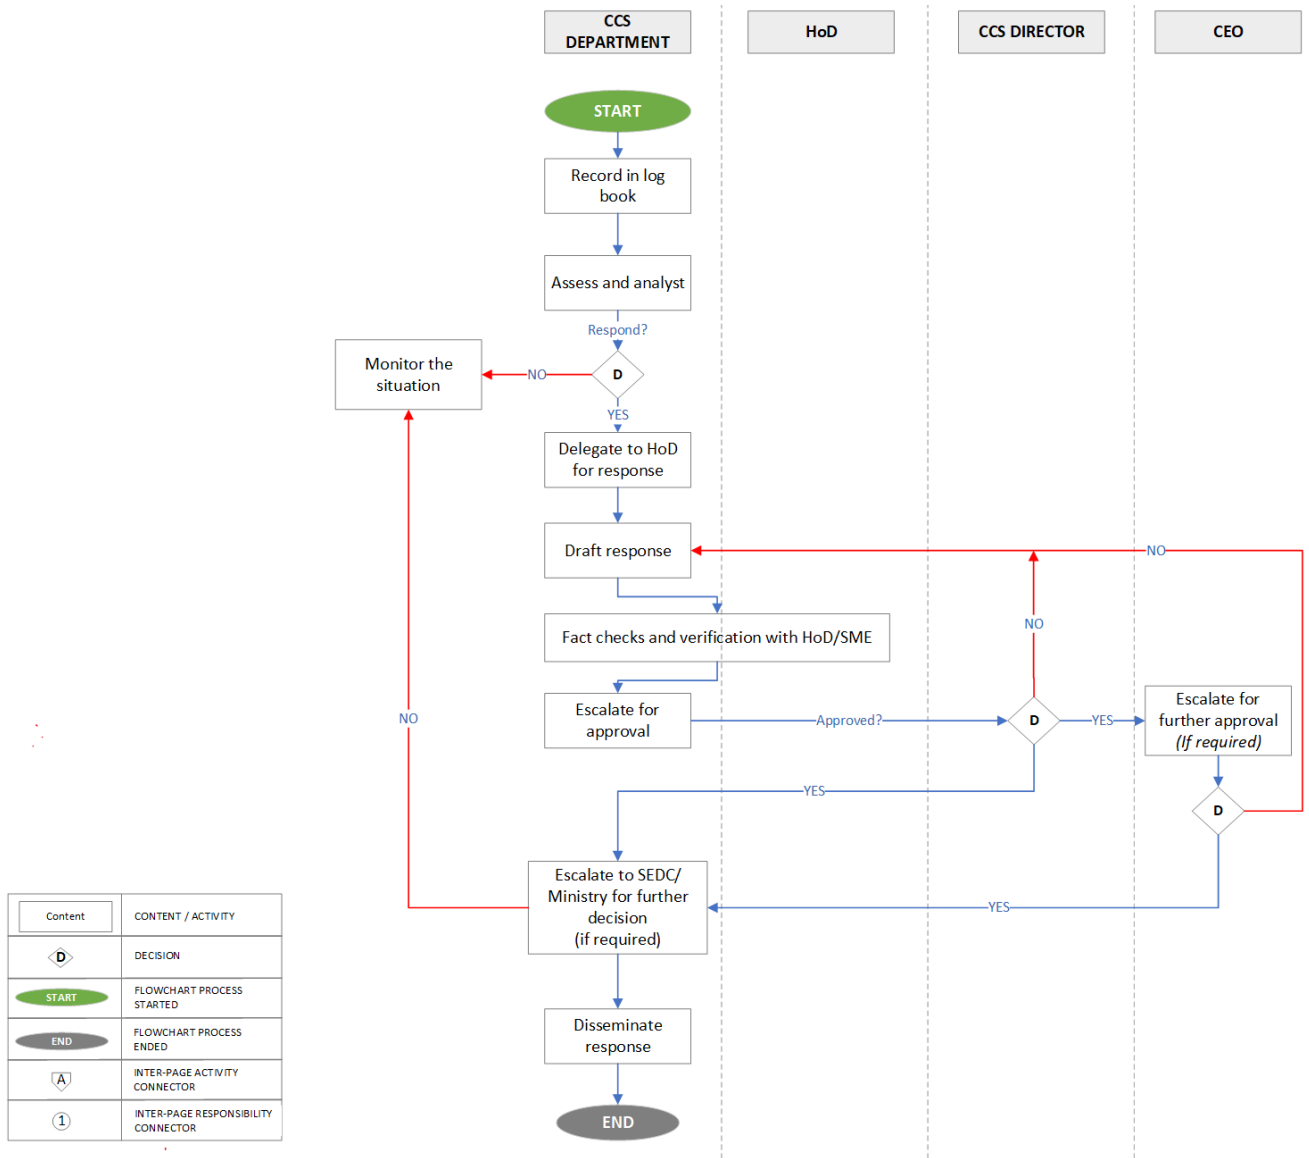 CCS
DEPARTMENT
HoD
CCS DIRECTOR
CEO
START
Record in log
book
Assess and analyst
Respond?
Monitor the
situation
NO
D
YES
Delegate to HoD
for response
Draft response
NO
Fact checks and verification with HoD/SME
NO
Escalate for
approval
Approved?
D
YES
Escalate for
further approval
(If required)
NO
YES
D
Escalate to SEDC/
Ministry for further
decision
(if required)
YES
Disseminate
response
END
Content
CONTENT / ACTIVITY
D
DECISION
START
FLOWCHART PROCESS
STARTED
END
FLOWCHART PROCESS
ENDED
A
INTER-PAGE ACTIVITY
CONNECTOR
1
INTER-PAGE RESPONSIBILITY
CONNECTOR